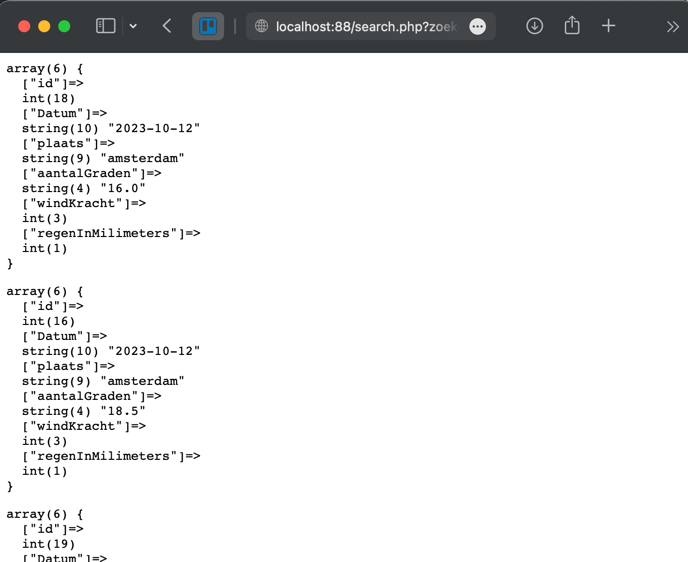 localhost:88/search.php?zoek
array(6) {
["id"]=>
int(18)
["Datum"]=>
string(10) "2023-10-12"
["plaats"]=>
string(9) "amsterdam"
["aantalGraden"]=>
string(4) "16.0"
["windKracht"]=>
int(3)
["regenInMilimeters"]=>
int(1)
}
array(6) {
["id"]=>
int(16)
["Datum"]=>
string(10) "2023-10-12"
["plaats"]=>
string(9) "amsterdam"
["aantalGraden"]=>
string(4) "18.5"
["windKracht"]=>
int(3)
["regenInMilimeters"]=>
int(1)
}
array(6) {
["id"]=>
int(19)
["Datum"]=>